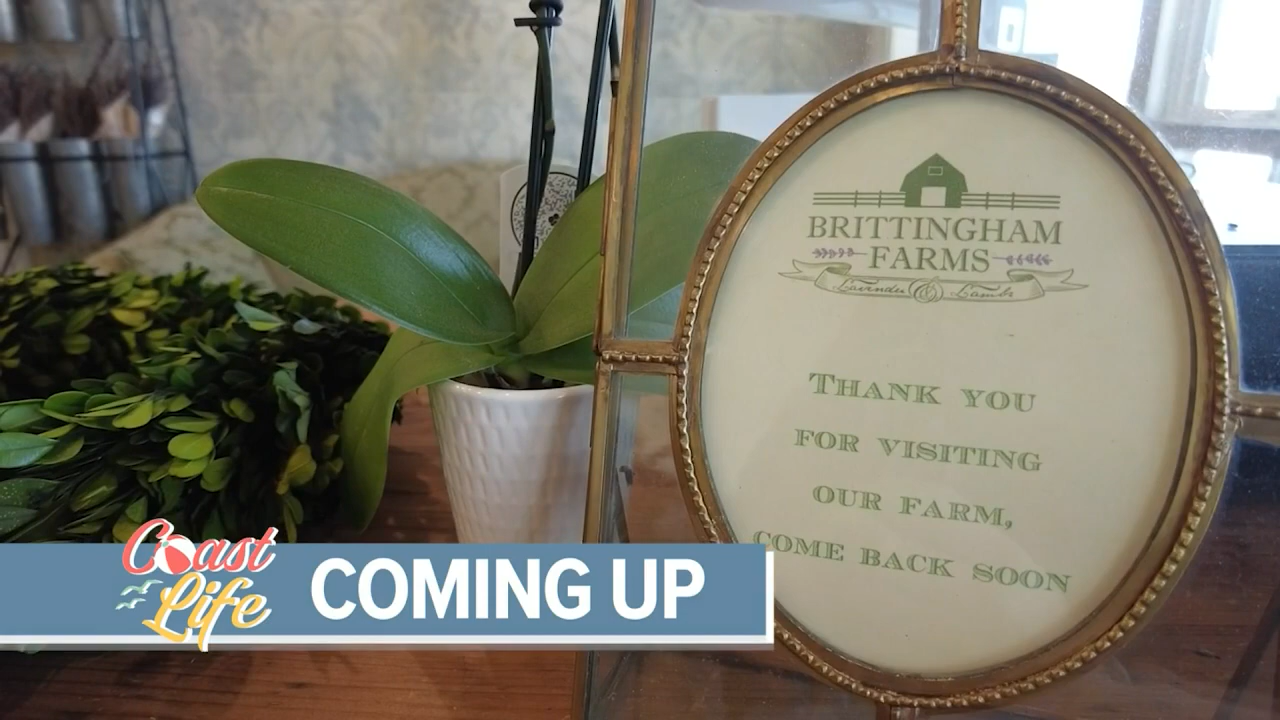 BRITTINGHAM
FARMS
Lavender & Lambs
THANK YOU
FOR VISITING
OUR FARM,
COME BACK SOON
Coast
Life
COMING UP